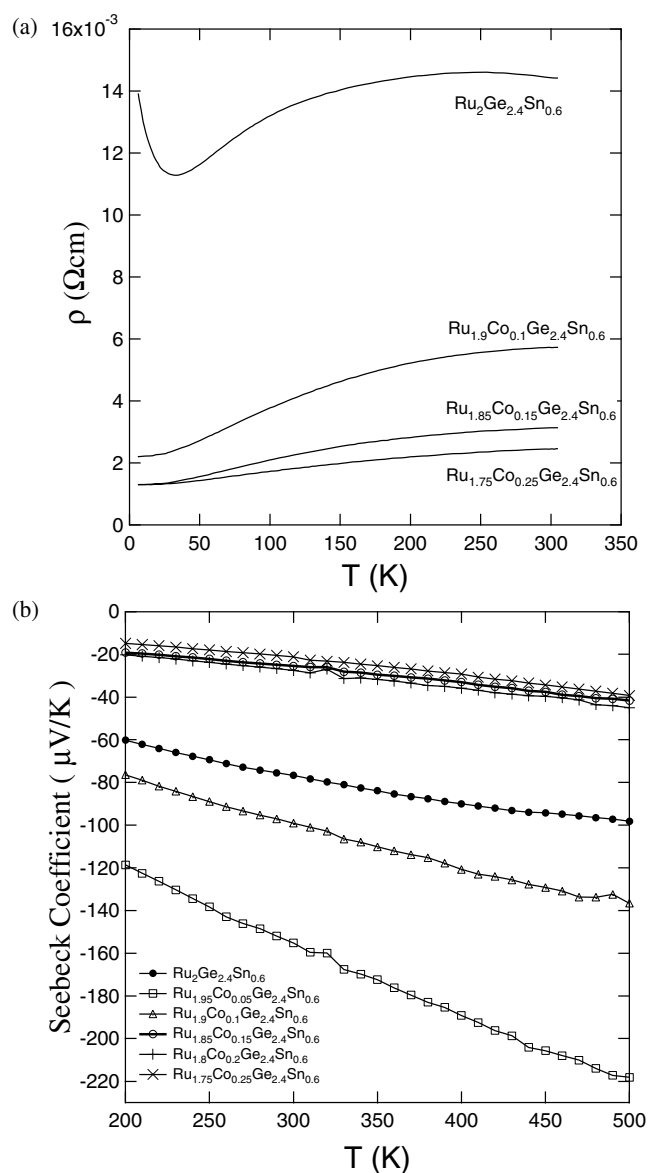 (a)
16x10⁻³
14
12
10
8
6
4
2
0
ρ (Ωcm)
Ru₂Ge₂.₄Sn₀.₆
Ru₁.₉Co₀.₁Ge₂.₄Sn₀.₆
Ru₁.₈₅Co₀.₁₅Ge₂.₄Sn₀.₆
Ru₁.₇₅Co₀.₂₅Ge₂.₄Sn₀.₆
0 50 100 150 200 250 300 350
T (K)
(b)
0
-20
-40
-60
-80
-100
-120
-140
-160
-180
-200
-220
Seebeck Coefficient ( μV/K)
Ru₂Ge₂.₄Sn₀.₆
Ru₁.₉₅Co₀.₀₅Ge₂.₄Sn₀.₆
Ru₁.₉Co₀.₁Ge₂.₄Sn₀.₆
Ru₁.₈₅Co₀.₁₅Ge₂.₄Sn₀.₆
Ru₁.₈Co₀.₂Ge₂.₄Sn₀.₆
Ru₁.₇₅Co₀.₂₅Ge₂.₄Sn₀.₆
200 250 300 350 400 450 500
T (K)